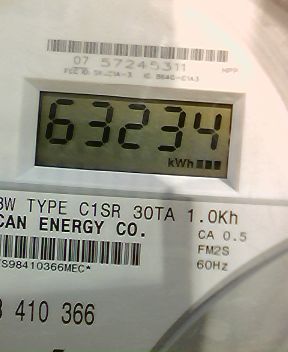 07 57245311
63234
kWh
3W TYPE C1SR 30TA 1.0Kh
CAN ENERGY CO.
CA 0.5
FM2S
60Hz
S98410366MEC*
410 366